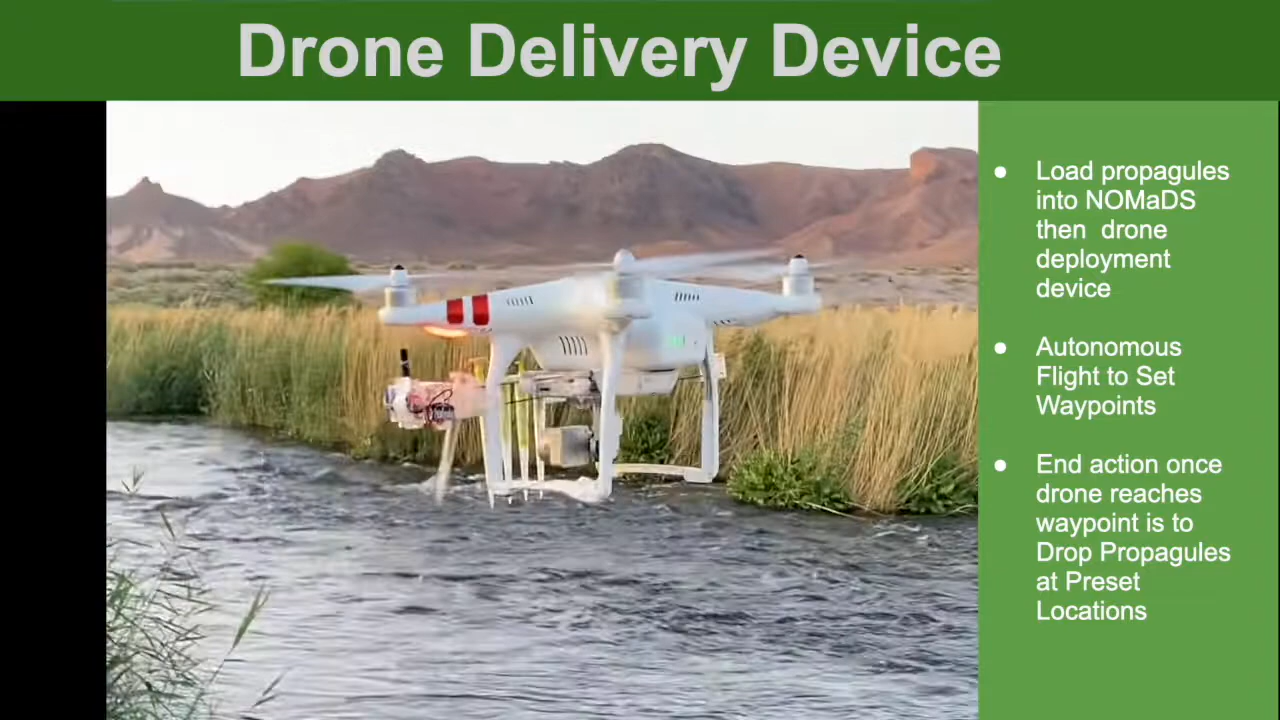 Drone Delivery Device
● Load propagules
into NOMaDS
then drone
deployment
device
● Autonomous
Flight to Set
Waypoints
● End action once
drone reaches
waypoint is to
Drop Propagules
at Preset
Locations